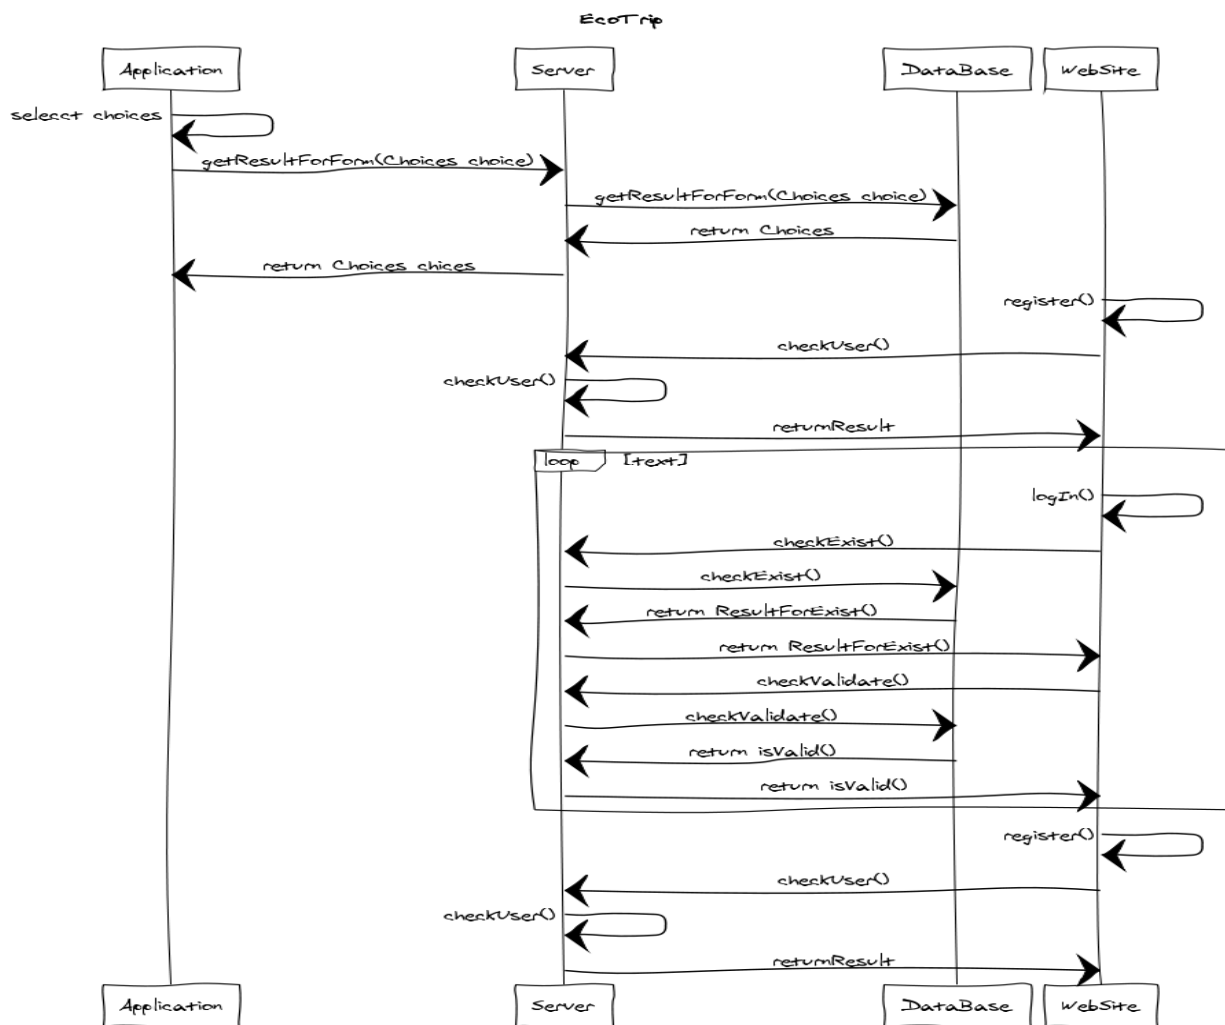 EcoTrip
Application Server DataBase WebSite
selecct choices
getResultForForm(Choices choice)
getResultForForm(Choices choice)
return Choices
return Choices chices
register()
checkUser()
checkUser()
returnResult
loop [text]
logIn()
checkExist()
checkExist()
return ResultForExist()
return ResultForExist()
checkValidate()
checkValidate()
return isValid()
return isValid()
register()
checkUser()
checkUser()
returnResult
Application Server DataBase WebSite